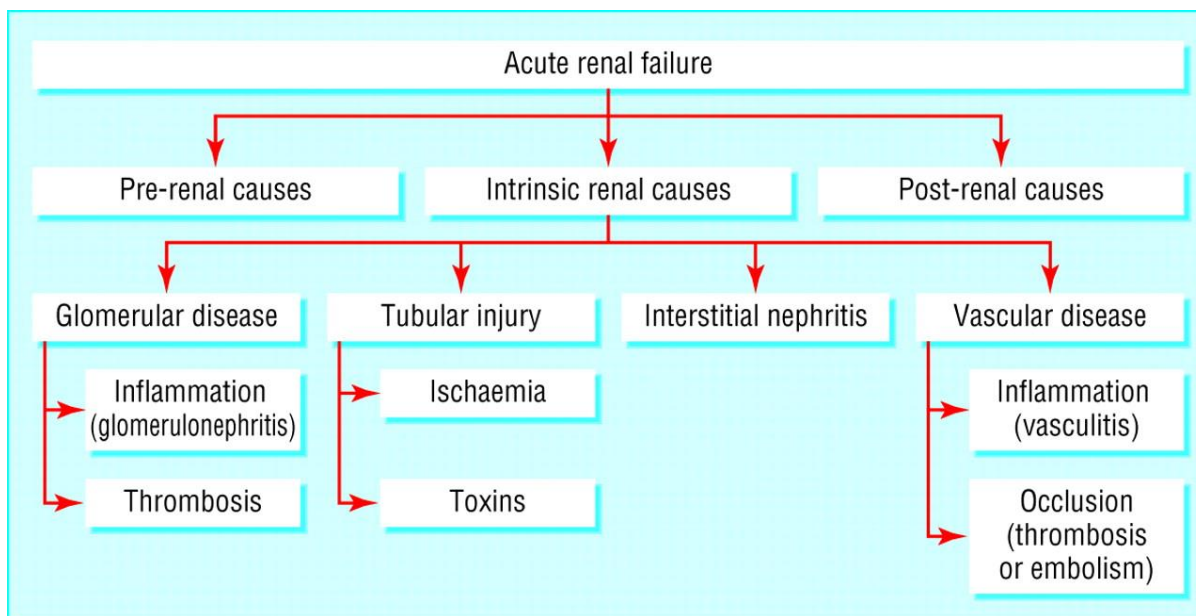 Acute renal failure
Pre-renal causes
Intrinsic renal causes
Post-renal causes
Glomerular disease
Tubular injury
Interstitial nephritis
Vascular disease
Inflammation
(glomerulonephritis)
Thrombosis
Ischaemia
Toxins
Inflammation
(vasculitis)
Occlusion
(thrombosis
or embolism)